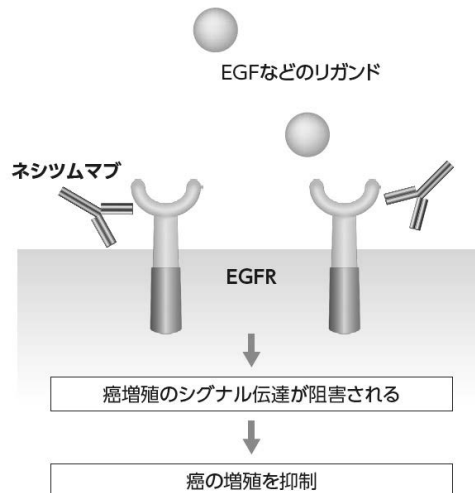 EGFなどのリガンド
ネシツムマブ
EGFR
癌増殖のシグナル伝達が阻害される
癌の増殖を抑制